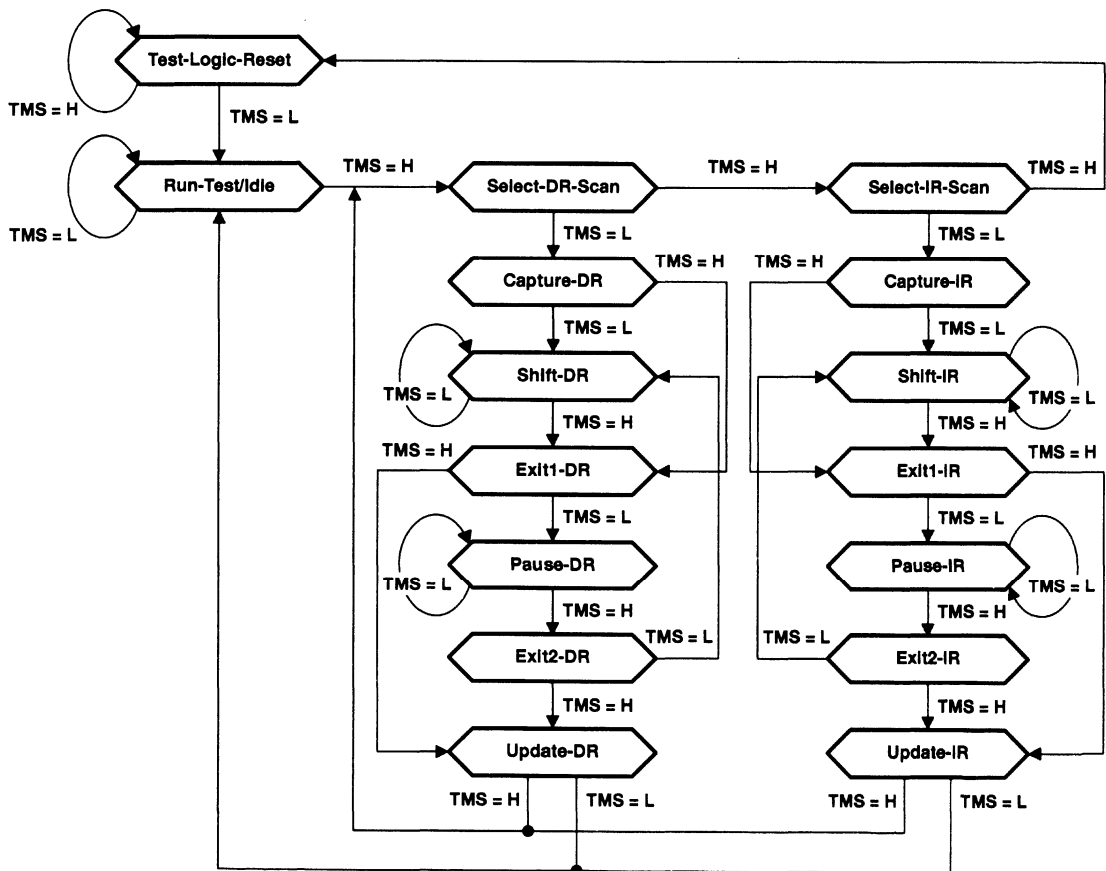 Test-Logic-Reset
TMS = H
TMS = L
TMS = H
TMS = H
TMS = H
Run-Test/Idle
Select-DR-Scan
Select-IR-Scan
TMS = L
TMS = L
TMS = L
TMS = H
TMS = H
Capture-DR
Capture-IR
TMS = L
TMS = L
Shift-DR
Shift-IR
TMS = L
TMS = L
TMS = H
TMS = H
TMS = H
TMS = H
Exit1-DR
Exit1-IR
TMS = L
TMS = L
Pause-DR
Pause-IR
TMS = L
TMS = L
TMS = H
TMS = H
TMS = L
TMS = L
Exit2-DR
Exit2-IR
TMS = H
TMS = H
Update-DR
Update-IR
TMS = H
TMS = L
TMS = H
TMS = L